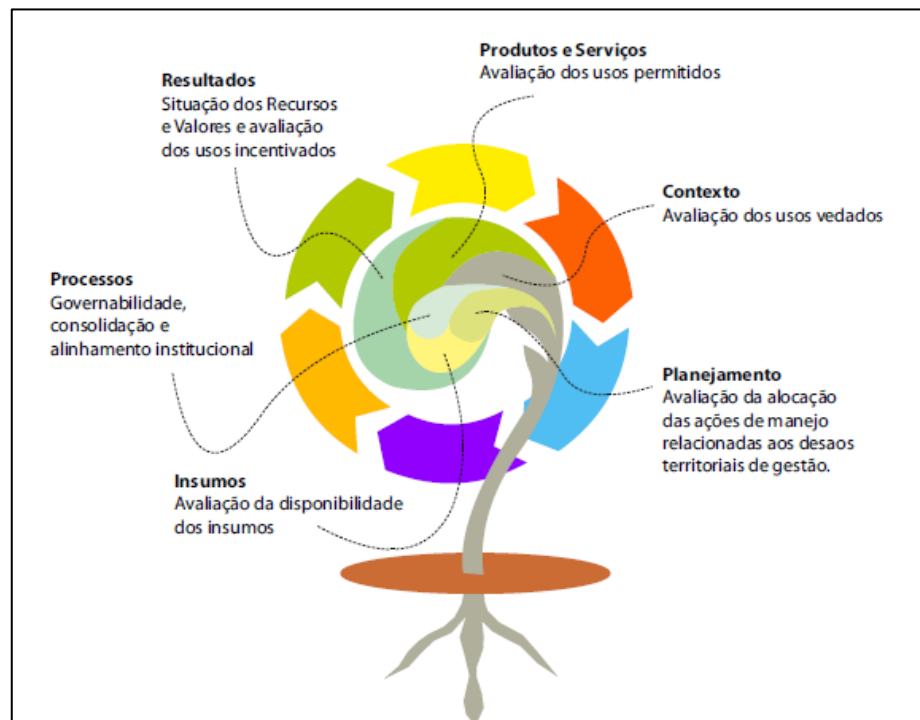 Produtos e Serviços
Avaliação dos usos permitidos
Resultados
Situação dos Recursos
e Valores e avaliação
dos usos incentivados
Contexto
Avaliação dos usos vedados
Processos
Governabilidade,
consolidação e
alinhamento institucional
Planejamento
Avaliação da alocação
das ações de manejo
relacionadas aos desaos
territoriais de gestão.
Insumos
Avaliação da disponibilidade
dos insumos